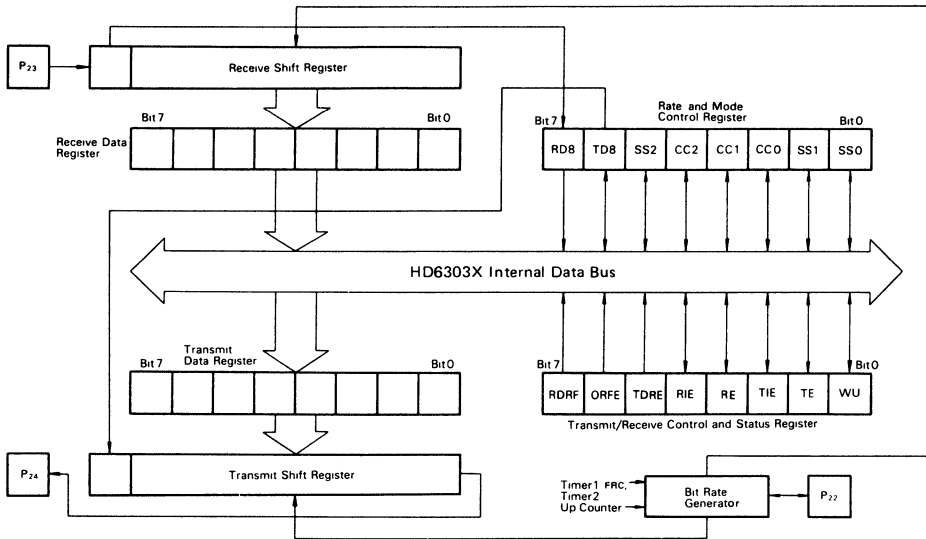 P23
Receive Shift Register
Rate and Mode
Control Register
Bit 7
Bit 0
Receive Data
Register
Bit 7
Bit 0
RD8 TD8 SS2 CC2 CC1 CC0 SS1 SS0
HD6303X Internal Data Bus
Transmit
Data Register
Bit 7
Bit 0
Bit 7
Bit 0
RDRF ORFE TDRE RIE RE TIE TE WU
Transmit/Receive Control and Status Register
P24
Transmit Shift Register
Timer1 FRC,
Timer2
Up Counter
Bit Rate
Generator
P22